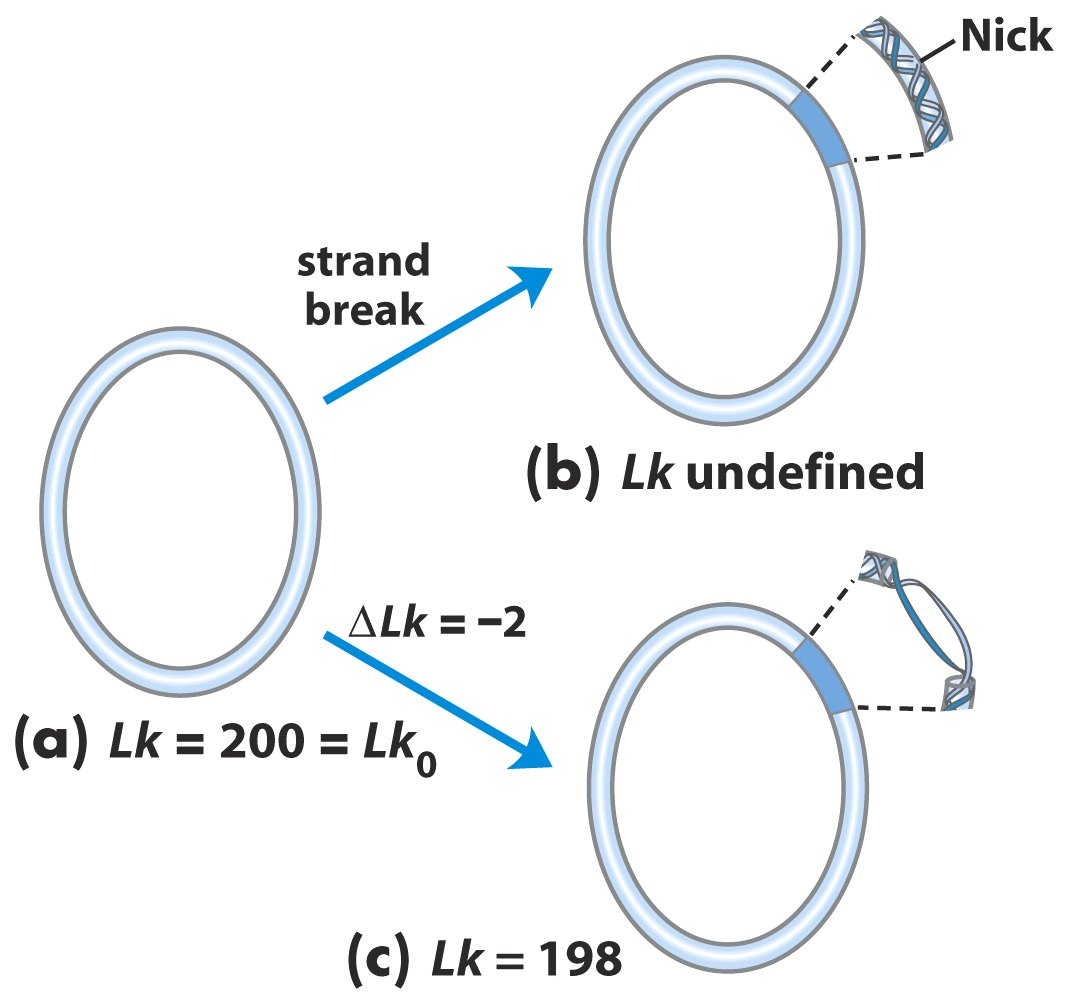 Nick
strand
break
(b) Lk undefined
ΔLk = −2
(a) Lk = 200 = Lk₀
(c) Lk = 198